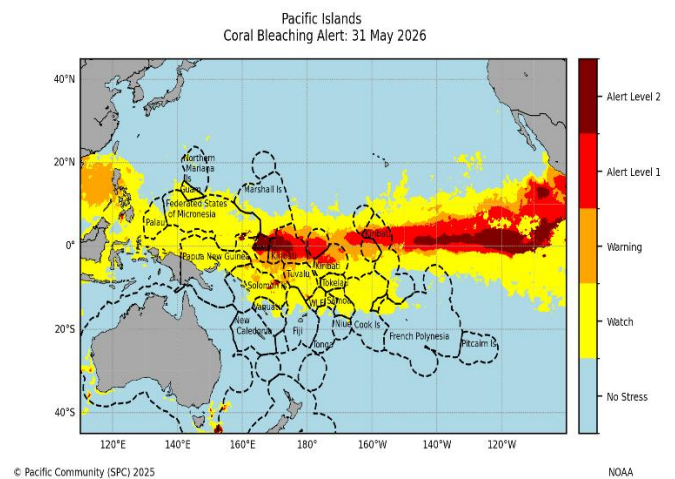 Pacific Islands
Coral Bleaching Alert: 31 May 2026
40°N
20°N
0°
20°S
40°S
120°E
140°E
160°E
180°
160°W
140°W
120°W
Northern
Mariana
Is
Guam
Marshall Is
Federated States
of Micronesia
Palau
Papua New Guinea
Kiribati
Kiribati
Kiribati
Tuvalu
Tokelau
Solomon Is
Samoa
Vanuatu
New
Caledonia
Fiji
Tonga
Niue
Cook Is
French Polynesia
Pitcairn Is
Alert Level 2
Alert Level 1
Warning
Watch
No Stress
© Pacific Community (SPC) 2025
NOAA